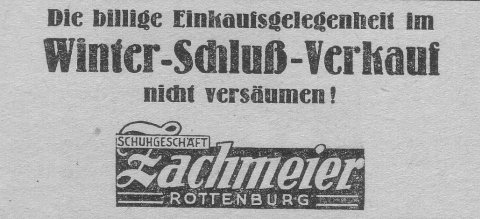 Die billige Einkaufsgelegenheit im
Winter-Schluß-Verkauf
nicht versäumen!
SCHUHGESCHÄFT
Zachmeier
ROTTENBURG